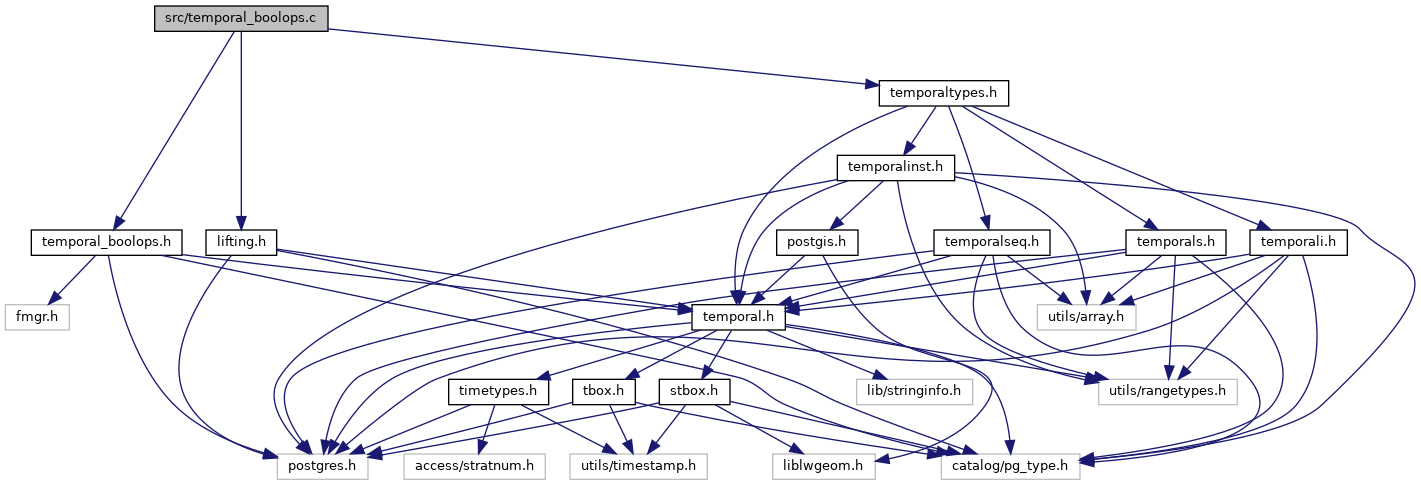 src/temporal_boolops.c
temporaltypes.h
temporalinst.h
temporal_boolops.h
lifting.h
postgis.h
temporalseq.h
temporals.h
temporali.h
fmgr.h
temporal.h
utils/array.h
timetypes.h
tbox.h
stbox.h
lib/stringinfo.h
utils/rangetypes.h
postgres.h
access/stratnum.h
utils/timestamp.h
liblwgeom.h
catalog/pg_type.h